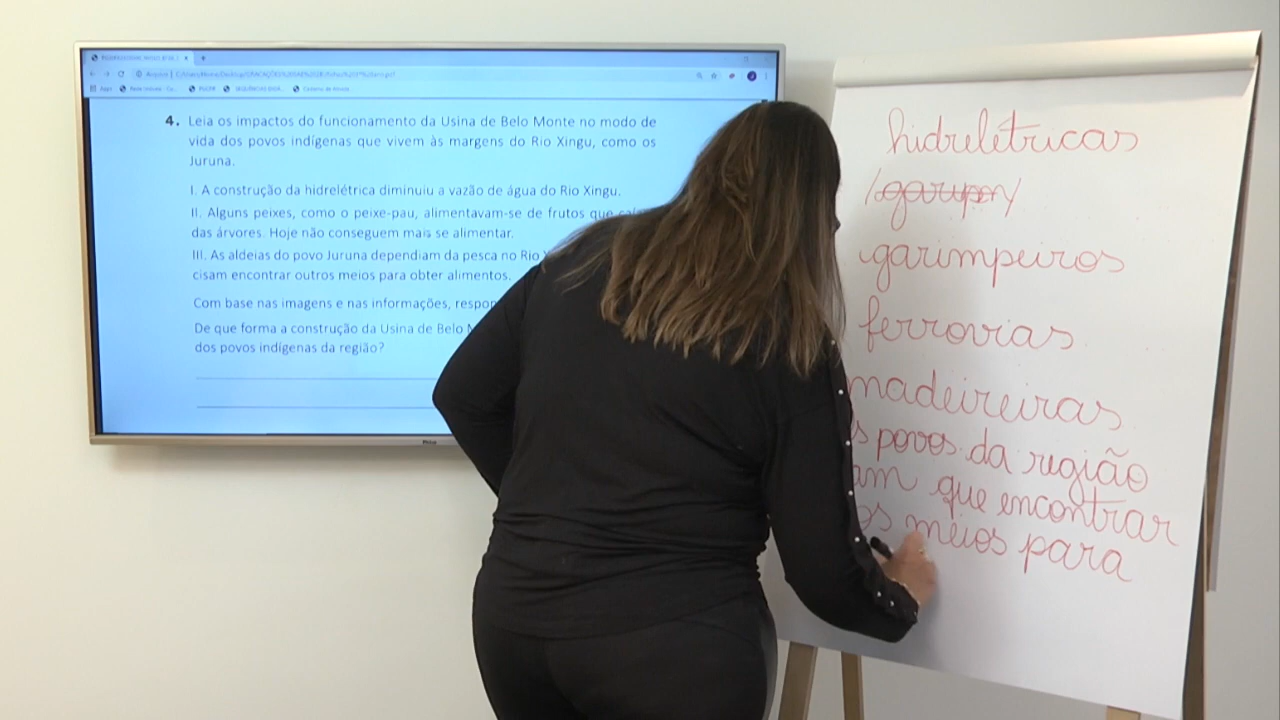 4. Leia os impactos do funcionamento da Usina de Belo Monte no modo de
vida dos povos indígenas que vivem às margens do Rio Xingu, como os
Juruna.
I. A construção da hidrelétrica diminuiu a vazão de água do Rio Xingu.
II. Alguns peixes, como o peixe-pau, alimentavam-se de frutos que
das árvores. Hoje não conseguem mais se alimentar.
III. As aldeias do povo Juruna dependiam da pesca no Rio
cisam encontrar outros meios para obter alimentos.
Com base nas imagens e nas informações,
De que forma a construção da Usina de Belo
dos povos indígenas da região?
Philco
hidrelétricas
garimpeiros
ferrovias
madeireiras
s povos da região
am que encontrar
os meios para